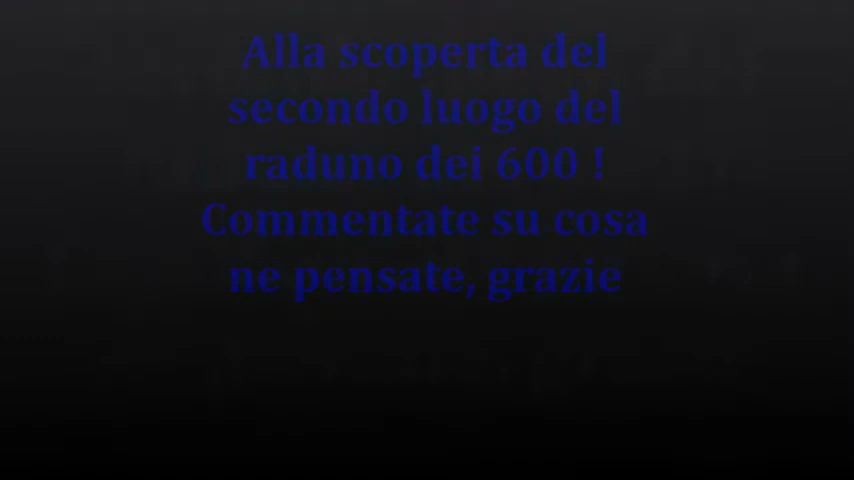 Alla scoperta del
secondo luogo del
raduno dei 600 !
Commentate su cosa
ne pensate, grazie